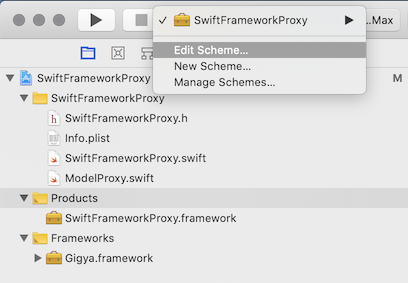 SwiftFrameworkProxy
...Max
Edit Scheme...
New Scheme...
Manage Schemes...
SwiftFrameworkProxy
M
SwiftFrameworkProxy
h SwiftFrameworkProxy.h
Info.plist
SwiftFrameworkProxy.swift
ModelProxy.swift
Products
SwiftFrameworkProxy.framework
Frameworks
Gigya.framework